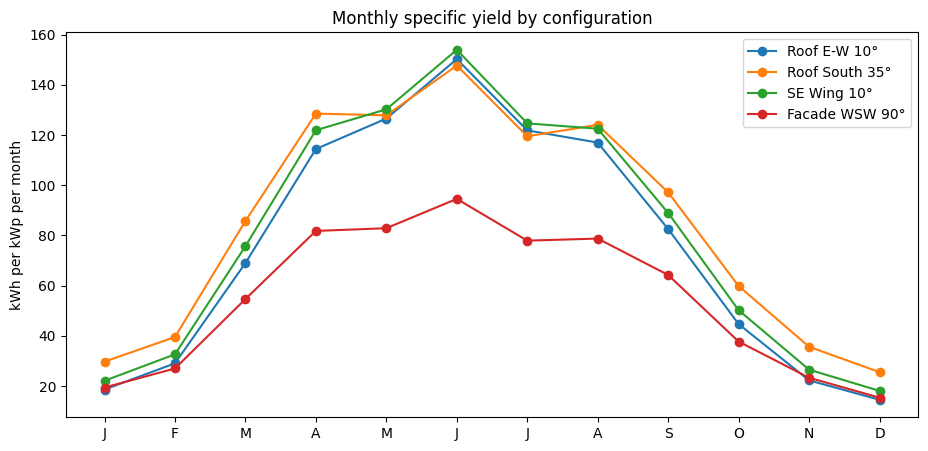 Monthly specific yield by configuration
kWh per kWp per month
160
140
120
100
80
60
40
20
J F M A M J J A S O N D
Roof E-W 10°
Roof South 35°
SE Wing 10°
Facade WSW 90°